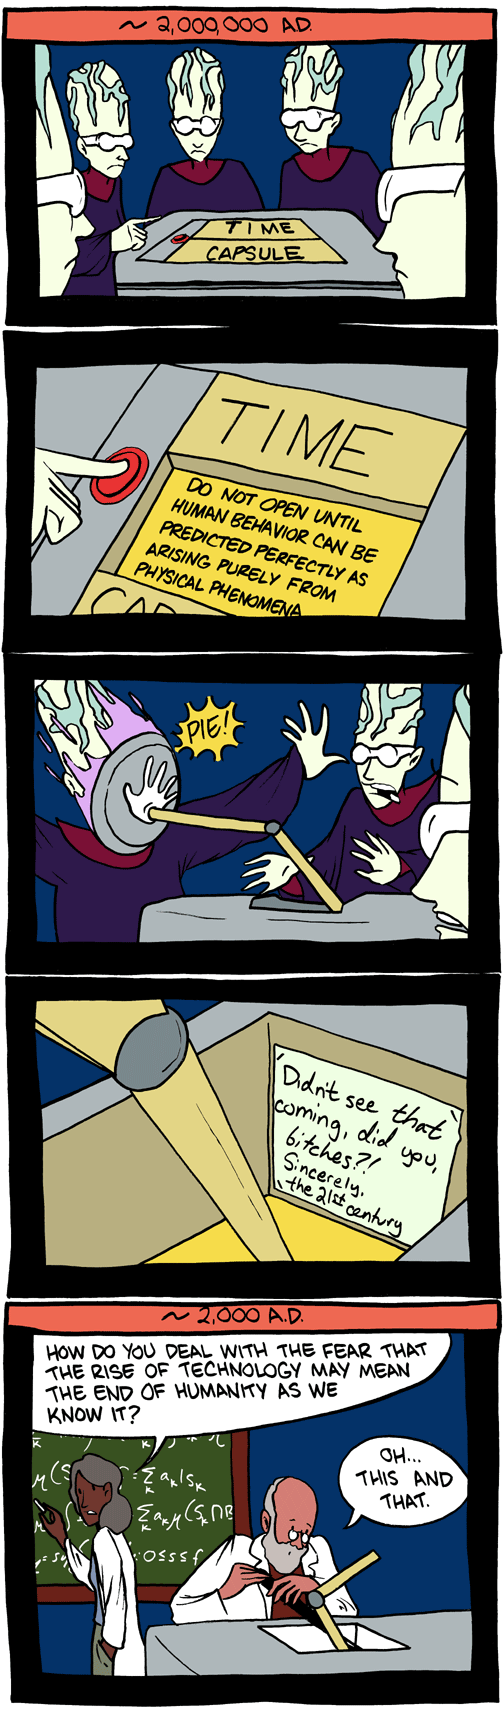 ~ 2,000,000 AD.
TIME
CAPSULE
TIME
DO NOT OPEN UNTIL
HUMAN BEHAVIOR CAN BE
PREDICTED PERFECTLY AS
ARISING PURELY FROM
PHYSICAL PHENOMENA
CAP
PIE!
Didn't see that
coming, did you,
bitches?!
Sincerely,
the 21st century
~ 2,000 A.D.
HOW DO YOU DEAL WITH THE FEAR THAT
THE RISE OF TECHNOLOGY MAY MEAN
THE END OF HUMANITY AS WE
KNOW IT?
OH...
THIS AND
THAT.